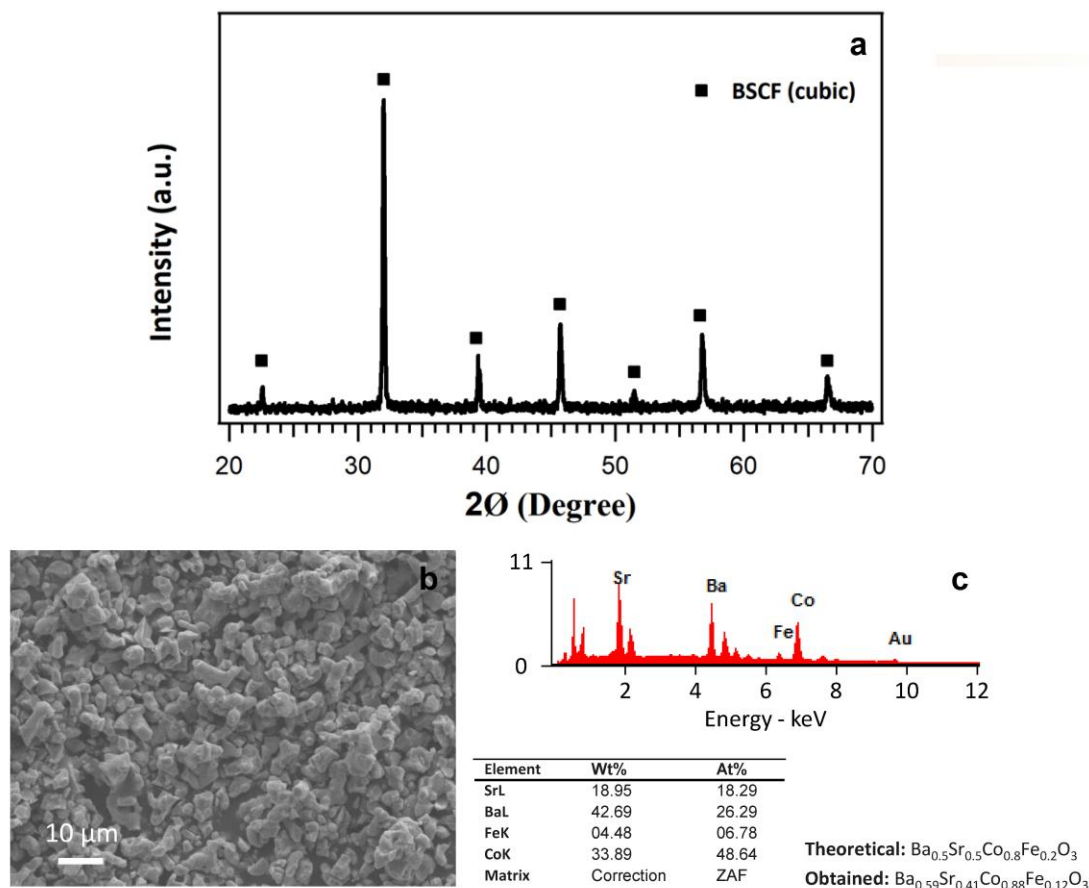 a
■ BSCF (cubic)
Intensity (a.u.)
20 30 40 50 60 70
2Ø (Degree)
b
10 µm
c
11
0
Sr
Ba
Fe
Co
Au
2 4 6 8 10 12
Energy - keV
Element Wt% At%
SrL 18.95 18.29
BaL 42.69 26.29
FeK 04.48 06.78
CoK 33.89 48.64
Matrix Correction ZAF
Theoretical: Ba0.5Sr0.5Co0.8Fe0.2O3
Obtained: Ba0.59Sr0.41Co0.88Fe0.12O3